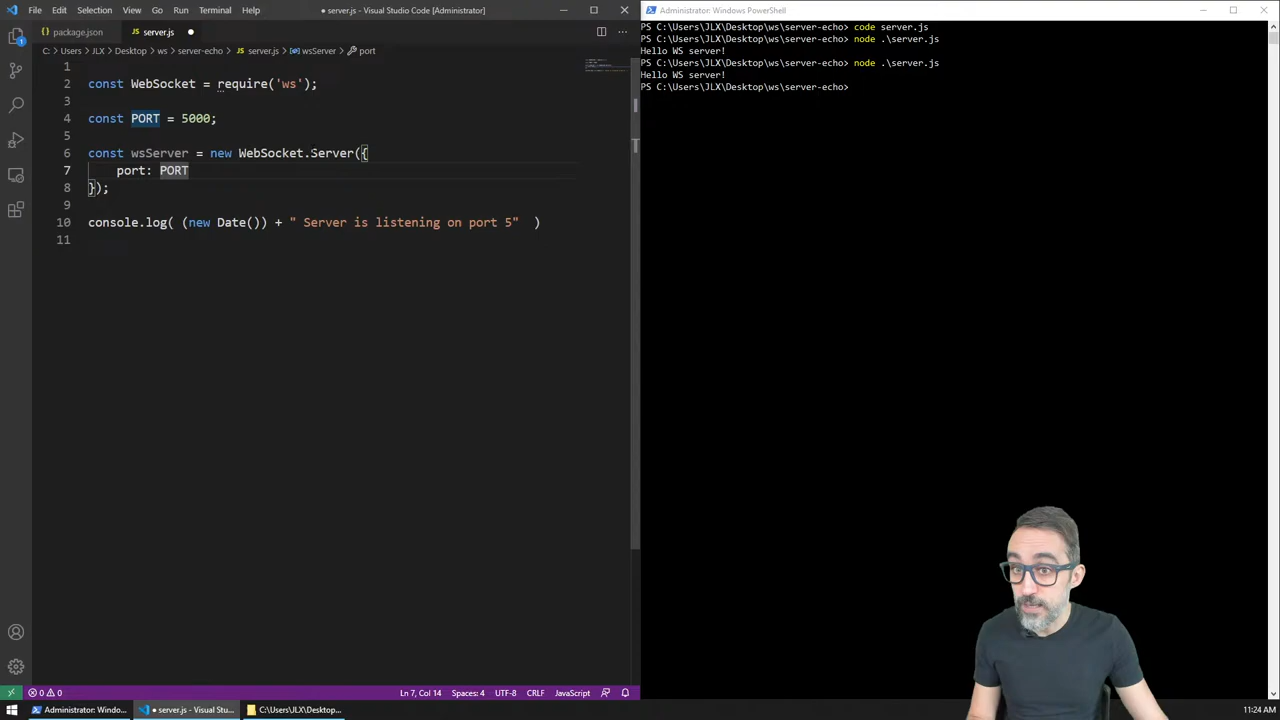 File Edit Selection View Go Run Terminal Help ● server.js - Visual Studio Code [Administrator]
package.json server.js
C: > Users > JLX > Desktop > ws > server-echo > server.js > wsServer > port
1
2 const WebSocket = require('ws');
3
4 const PORT = 5000;
5
6 const wsServer = new WebSocket.Server({
7 port: PORT
8 });
9
10 console.log( (new Date()) + " Server is listening on port 5" )
11
Ln 7, Col 14 Spaces: 4 UTF-8 CRLF JavaScript
0 0
Administrator: Windows PowerShell
PS C:\Users\JLX\Desktop\ws\server-echo> code server.js
PS C:\Users\JLX\Desktop\ws\server-echo> node .\server.js
Hello WS server!
PS C:\Users\JLX\Desktop\ws\server-echo> node .\server.js
Hello WS server!
PS C:\Users\JLX\Desktop\ws\server-echo>
Administrator: Windo... ● server.js - Visual Stu... C:\Users\JLX\Desktop... 11:24 AM